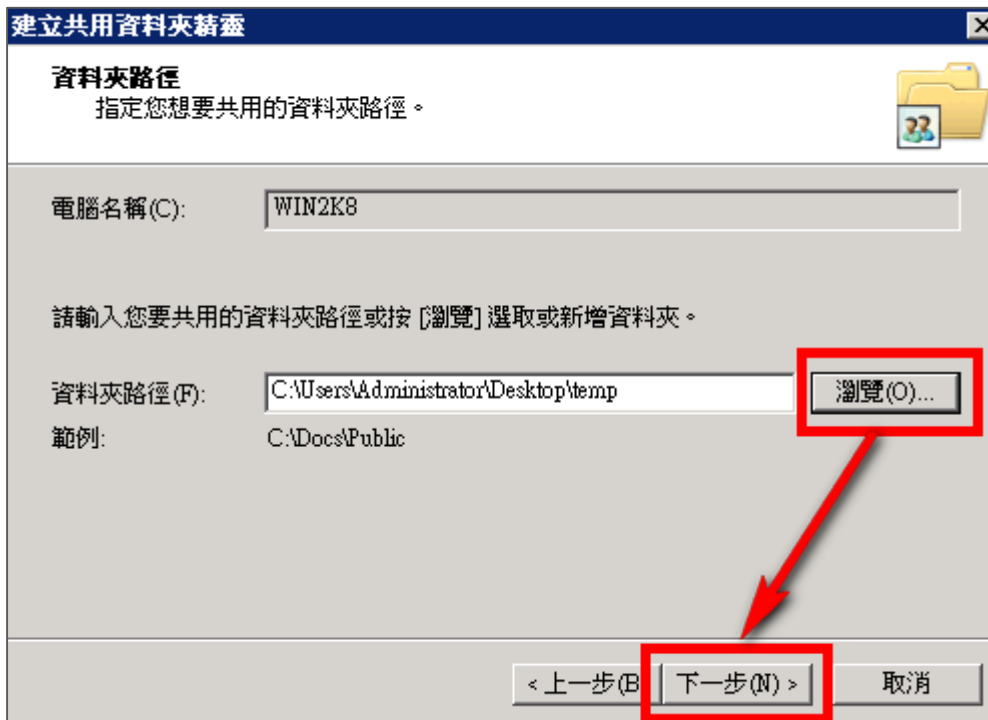 建立共用資料夾精靈
資料夾路徑
指定您想要共用的資料夾路徑。
電腦名稱(C): WIN2K8
請輸入您要共用的資料夾路徑或按 [瀏覽] 選取或新增資料夾。
資料夾路徑(F): C:\Users\Administrator\Desktop\temp 瀏覽(O)...
範例: C:\Docs\Public
< 上一步(B 下一步(N) > 取消